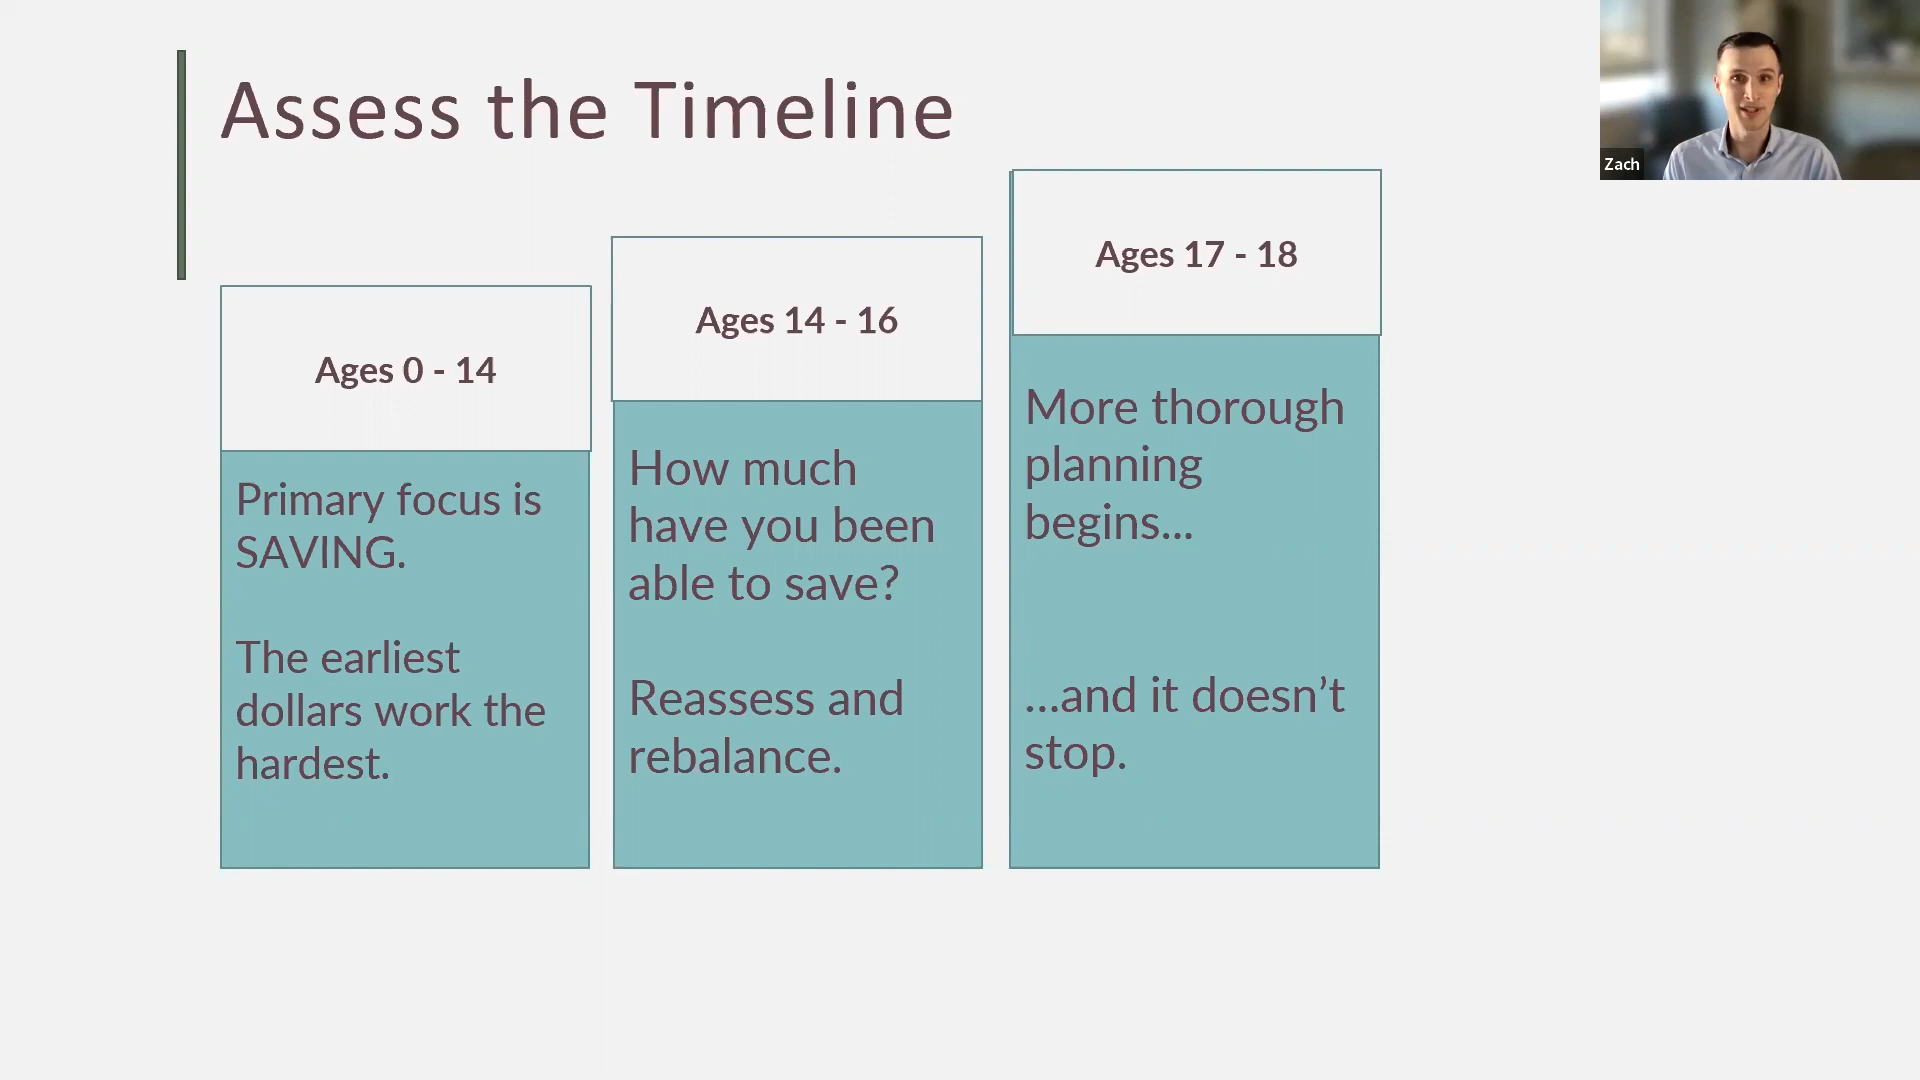 Assess the Timeline
Zach
Ages 0 - 14
Primary focus is
SAVING.
The earliest
dollars work the
hardest.
Ages 14 - 16
How much
have you been
able to save?
Reassess and
rebalance.
Ages 17 - 18
More thorough
planning
begins...
...and it doesn’t
stop.